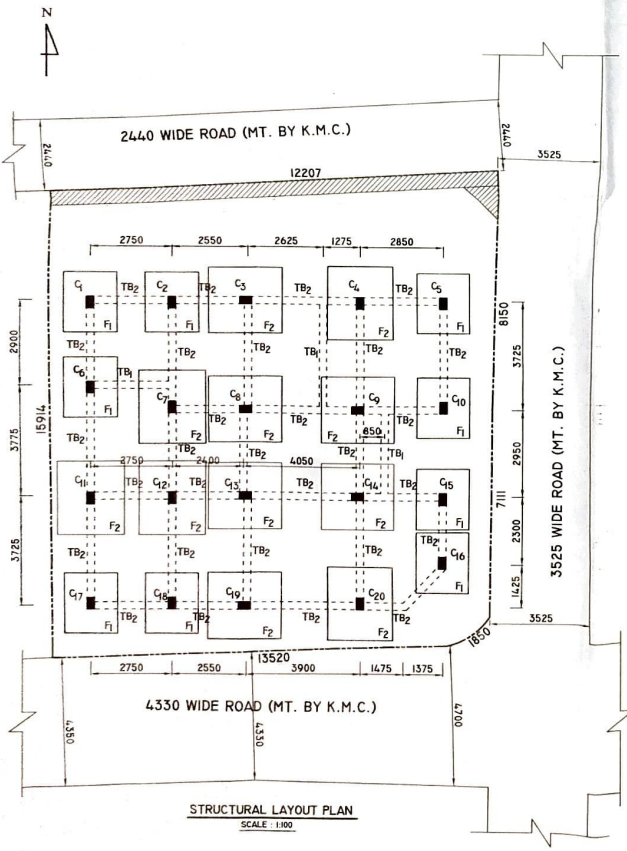 N
2440 WIDE ROAD (MT. BY K.M.C.)
2440
2440
3525
12207
2750 2550 2625 1275 2850
C1 C2 C3 C4 C5
TB2 TB2 TB2 TB2
F1 F1 F2 F2 F1
2900
8150
TB2 TB2 TB2 TB1 TB2 TB2
3725
C6 TB1
F1
C7 C8 C9 C10
TB2 TB2 TB2
F2 F2 F2 F1
15914
3775
TB2 TB2 TB2 TB2 850 TB1
2950
3525 WIDE ROAD (MT. BY K.M.C.)
2750 2400 4050
C11 C12 C13 C14 C15
TB2 TB2 TB2 TB2
F2 F2 F2 F2 F1
7111
2300
3725
TB2 TB2 TB2 TB2 TB2
C16
F1
C17 C18 C19 C20
F1 F1 F2 F2
TB2 TB2 TB2 TB2
1425
1850
3525
13520
2750 2550 3900 1475 1375
4330 WIDE ROAD (MT. BY K.M.C.)
4350
4330
4700
STRUCTURAL LAYOUT PLAN
SCALE : 1:100